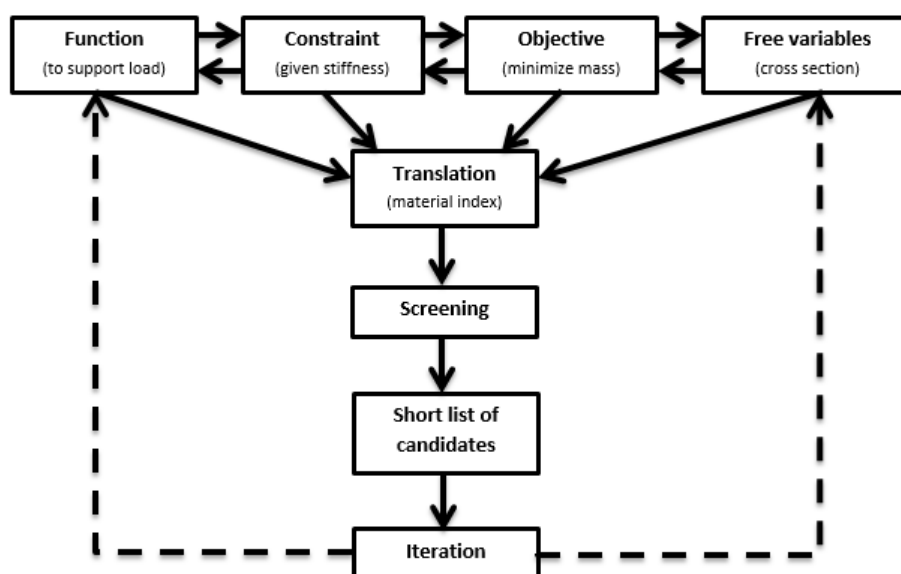 Function
(to support load)
Constraint
(given stiffness)
Objective
(minimize mass)
Free variables
(cross section)
Translation
(material index)
Screening
Short list of
candidates
Iteration